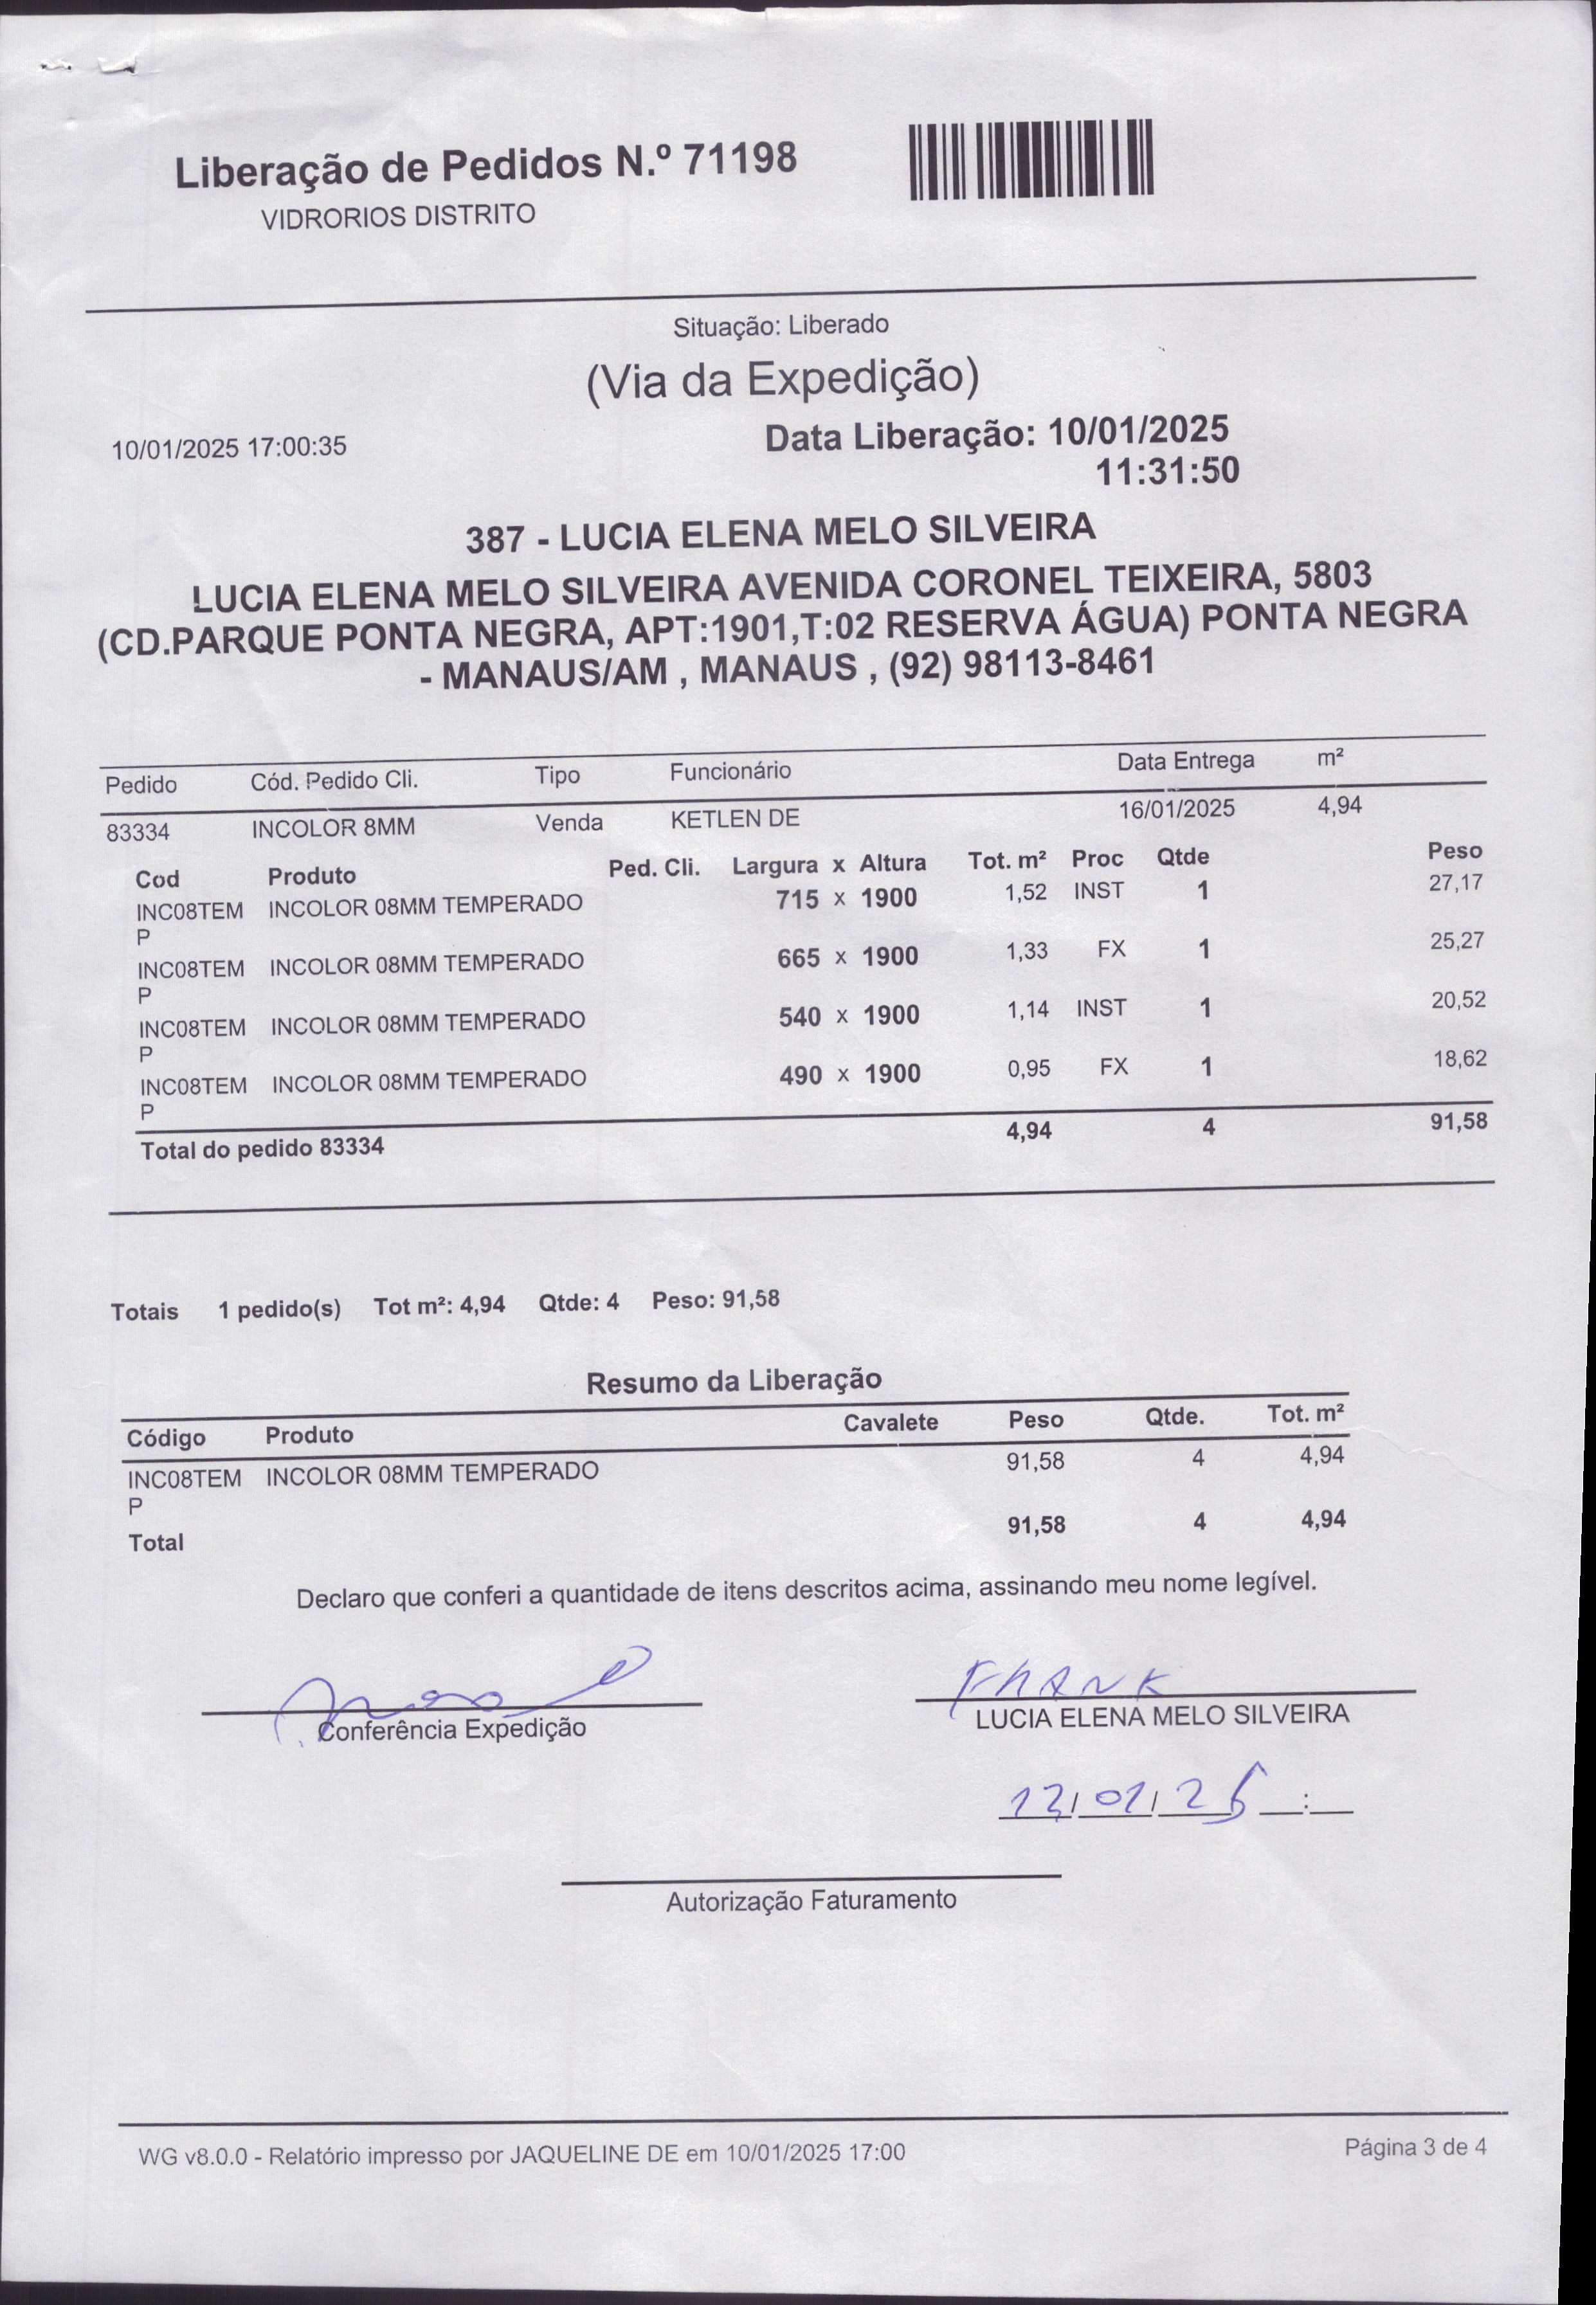 Liberação de Pedidos N.º 71198
VIDRORIOS DISTRITO
Situação: Liberado
(Via da Expedição)
10/01/2025 17:00:35
Data Liberação: 10/01/2025
11:31:50
387 - LUCIA ELENA MELO SILVEIRA
LUCIA ELENA MELO SILVEIRA AVENIDA CORONEL TEIXEIRA, 5803
(CD.PARQUE PONTA NEGRA, APT:1901,T:02 RESERVA ÁGUA) PONTA NEGRA
- MANAUS/AM , MANAUS , (92) 98113-8461
Pedido Cód. Pedido Cli. Tipo Funcionário Data Entrega m²
83334 INCOLOR 8MM Venda KETLEN DE 16/01/2025 4,94
Cod Produto Ped. Cli. Largura x Altura Tot. m² Proc Qtde Peso
INC08TEM INCOLOR 08MM TEMPERADO 715 x 1900 1,52 INST 1 27,17
P
INC08TEM INCOLOR 08MM TEMPERADO 665 x 1900 1,33 FX 1 25,27
P
INC08TEM INCOLOR 08MM TEMPERADO 540 x 1900 1,14 INST 1 20,52
P
INC08TEM INCOLOR 08MM TEMPERADO 490 x 1900 0,95 FX 1 18,62
P
Total do pedido 83334 4,94 4 91,58
Totais 1 pedido(s) Tot m²: 4,94 Qtde: 4 Peso: 91,58
Resumo da Liberação
Código Produto Cavalete Peso Qtde. Tot. m²
INC08TEM INCOLOR 08MM TEMPERADO 91,58 4 4,94
P
Total 91,58 4 4,94
Declaro que conferi a quantidade de itens descritos acima, assinando meu nome legível.
FRANK
Conferência Expedição LUCIA ELENA MELO SILVEIRA
/01/25 :
Autorização Faturamento
WG v8.0.0 - Relatório impresso por JAQUELINE DE em 10/01/2025 17:00 Página 3 de 4